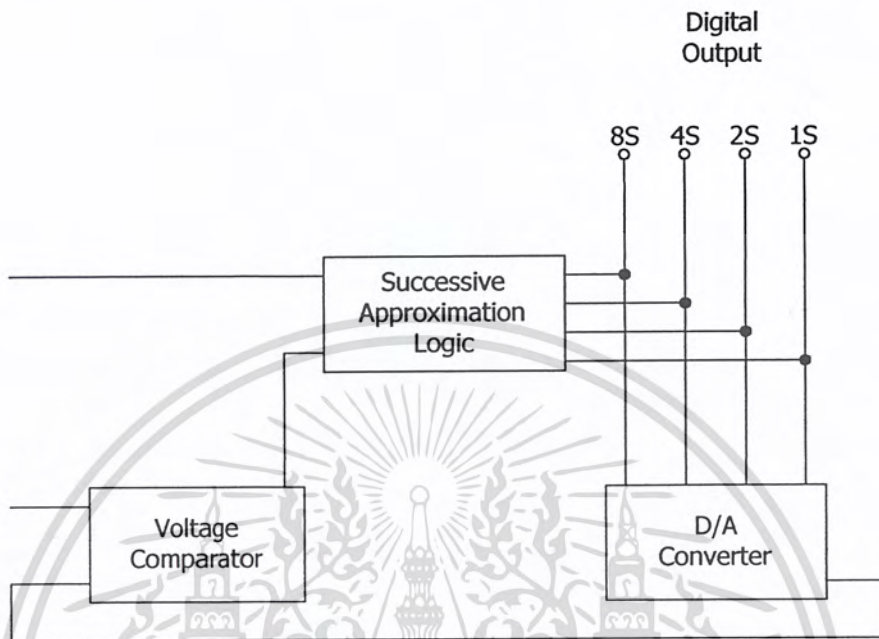 Digital
Output
8S 4S 2S 1S
Successive
Approximation
Logic
Voltage
Comparator
D/A
Converter